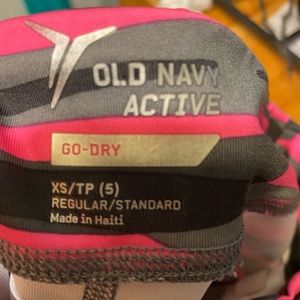 OLD NAVY
ACTIVE
GO-DRY
XS/TP (5)
REGULAR/STANDARD
Made in Haiti